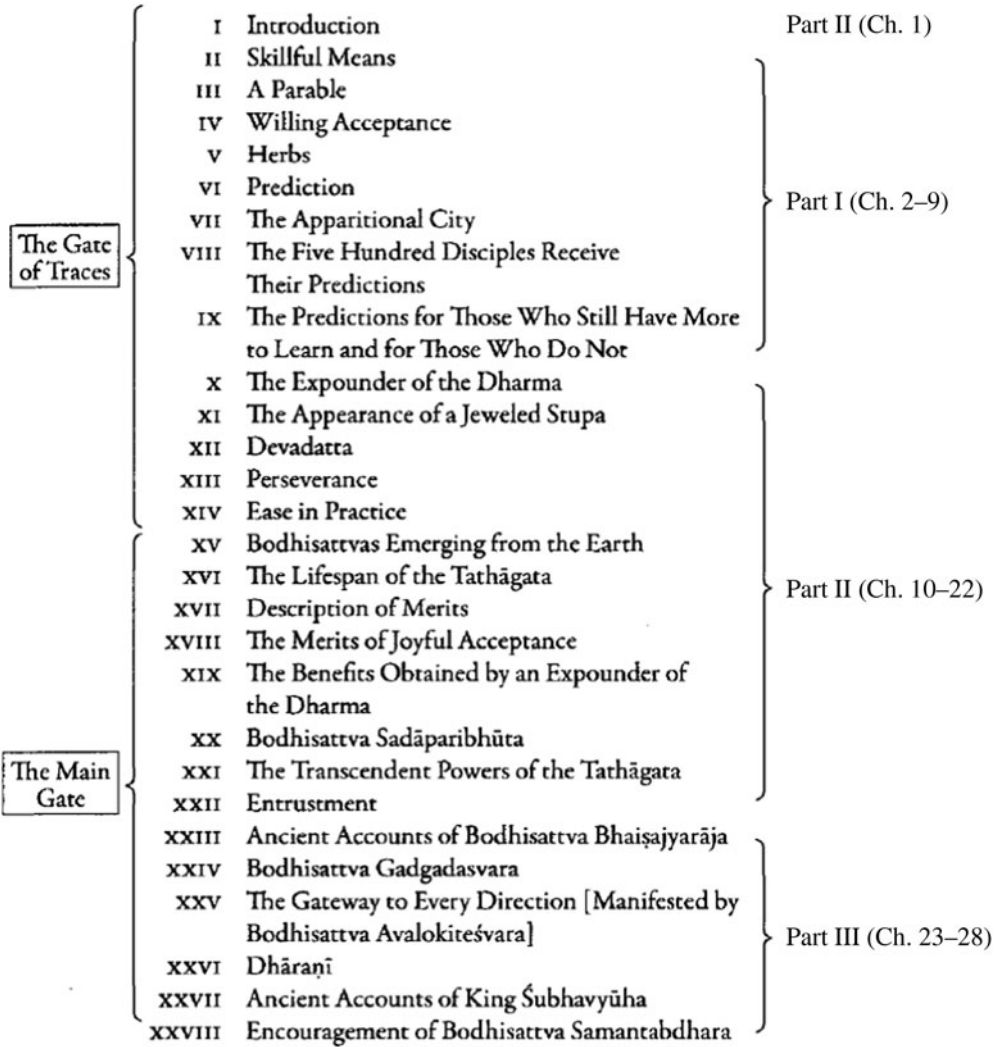 I Introduction Part II (Ch. 1)
II Skillful Means
III A Parable
IV Willing Acceptance
V Herbs
VI Prediction
VII The Apparitional City
Part I (Ch. 2–9)
The Gate
of Traces
VIII The Five Hundred Disciples Receive
Their Predictions
IX The Predictions for Those Who Still Have More
to Learn and for Those Who Do Not
X The Expounder of the Dharma
XI The Appearance of a Jeweled Stupa
XII Devadatta
XIII Perseverance
XIV Ease in Practice
XV Bodhisattvas Emerging from the Earth
XVI The Lifespan of the Tathāgata
Part II (Ch. 10–22)
XVII Description of Merits
XVIII The Merits of Joyful Acceptance
XIX The Benefits Obtained by an Expounder of
the Dharma
XX Bodhisattva Sadāparibhūta
The Main
Gate
XXI The Transcendent Powers of the Tathāgata
XXII Entrustment
XXIII Ancient Accounts of Bodhisattva Bhaiṣajyarāja
XXIV Bodhisattva Gadgadasvara
XXV The Gateway to Every Direction [Manifested by
Bodhisattva Avalokiteśvara]
Part III (Ch. 23–28)
XXVI Dhāraṇī
XXVII Ancient Accounts of King Śubhavyūha
XXVIII Encouragement of Bodhisattva Samantabdhara